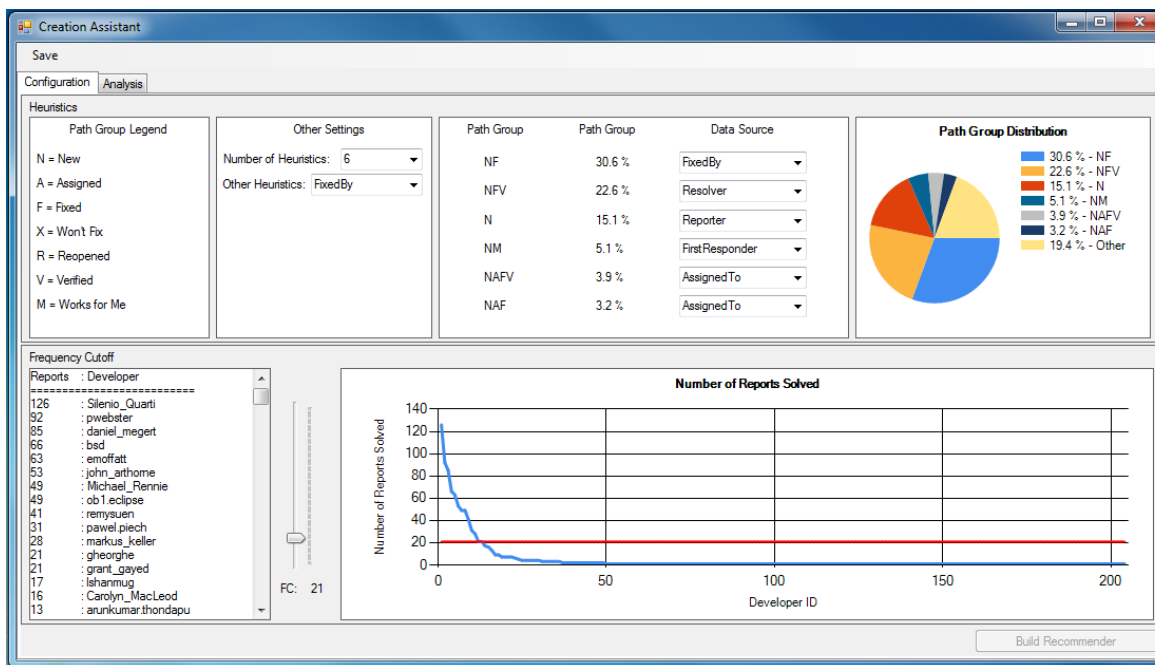 Creation Assistant
Save
Configuration Analysis
Heuristics
Path Group Legend
N = New
A = Assigned
F = Fixed
X = Won't Fix
R = Reopened
V = Verified
M = Works for Me
Other Settings
Number of Heuristics: 6
Other Heuristics: FixedBy
Path Group Path Group Data Source
NF 30.6 % FixedBy
NFV 22.6 % Resolver
N 15.1 % Reporter
NM 5.1 % FirstResponder
NAFV 3.9 % AssignedTo
NAF 3.2 % AssignedTo
Path Group Distribution
30.6 % - NF
22.6 % - NFV
15.1 % - N
5.1 % - NM
3.9 % - NAFV
3.2 % - NAF
19.4 % - Other
Frequency Cutoff
Reports : Developer
==========================
126 : Silenio_Quarti
92 : pwebster
85 : daniel_megert
66 : bsd
63 : emoffatt
53 : john_arthorne
49 : Michael_Rennie
49 : ob1.eclipse
41 : remysuen
31 : pawel.piech
28 : markus_keller
21 : gheorghe
21 : grant_gayed
17 : lshanmug
16 : Carolyn_MacLeod
13 : arunkumar.thondapu
FC: 21
Number of Reports Solved
Number of Reports Solved
140
120
100
80
60
40
20
0
0 50 100 150 200
Developer ID
Build Recommender